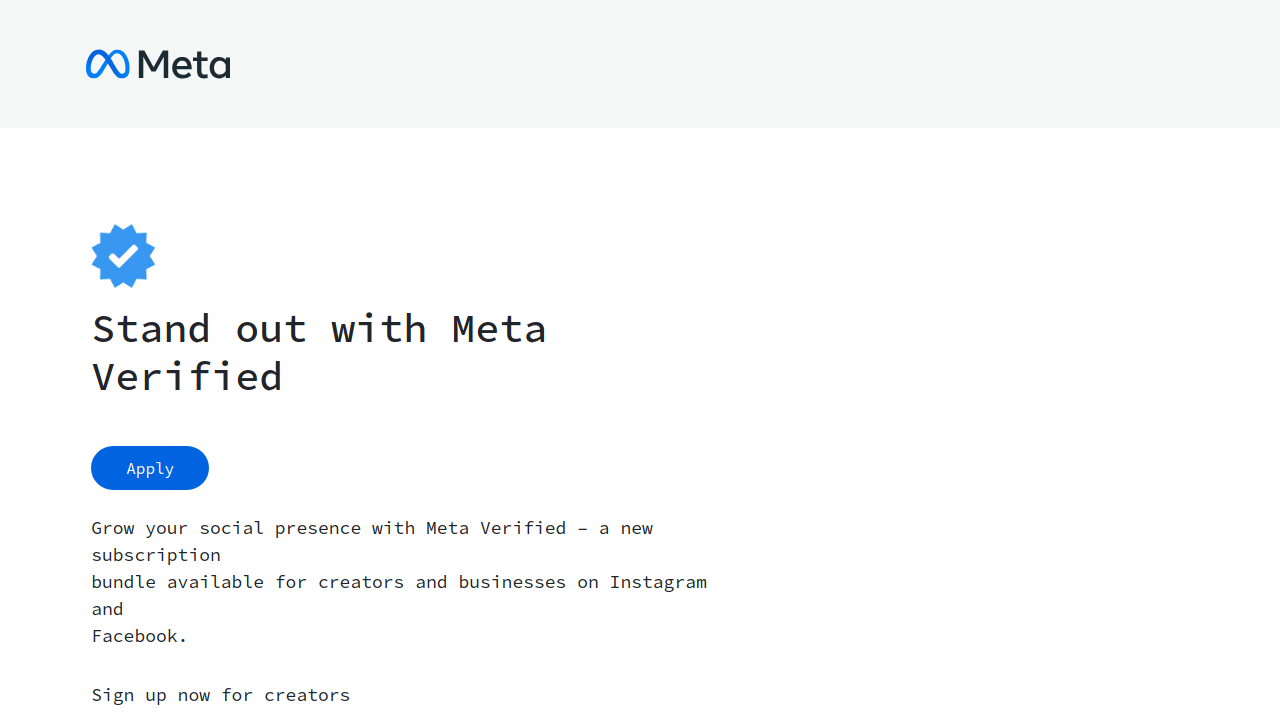 Meta
Stand out with Meta
Verified
Apply
Grow your social presence with Meta Verified – a new
subscription
bundle available for creators and businesses on Instagram
and
Facebook.
Sign up now for creators